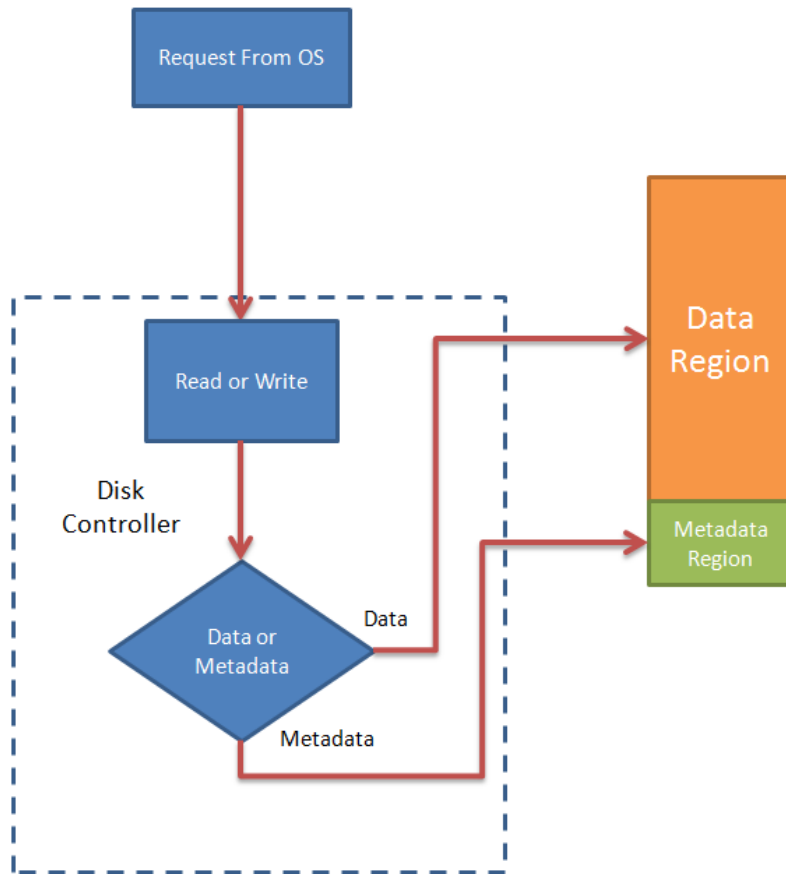 Request From OS
Read or Write
Disk
Controller
Data or
Metadata
Data
Metadata
Data
Region
Metadata
Region